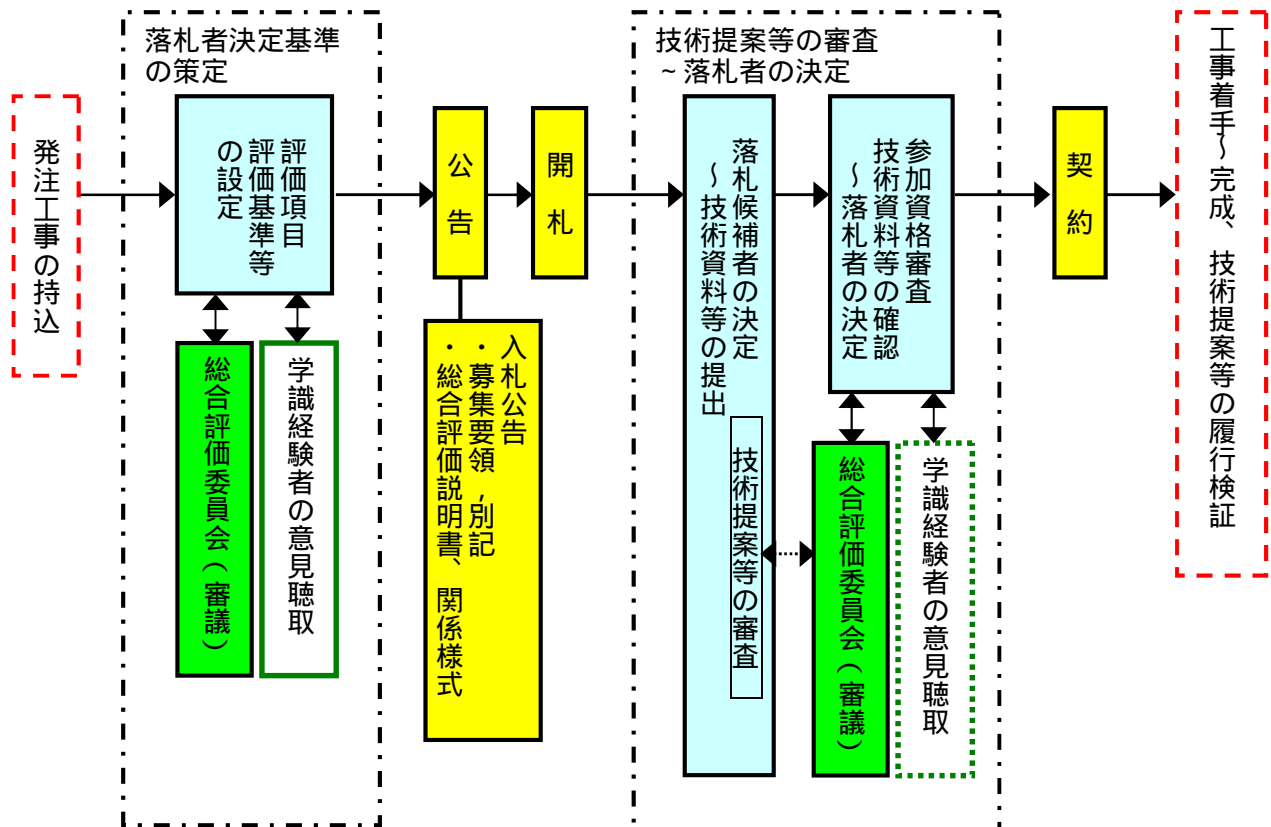 発注工事の持込
落札者決定基準
の策定
評価項目
評価基準等
の設定
総合評価委員会(審議)
学識経験者の意見聴取
公告
開札
入札公告
・募集要領,別記
・総合評価説明書、関係様式
技術提案等の審査
~落札者の決定
落札候補者の決定
~技術資料等の提出
技術提案等の審査
参加資格審査
技術資料等の確認
~落札者の決定
総合評価委員会(審議)
学識経験者の意見聴取
契約
工事着手~完成、技術提案等の履行検証